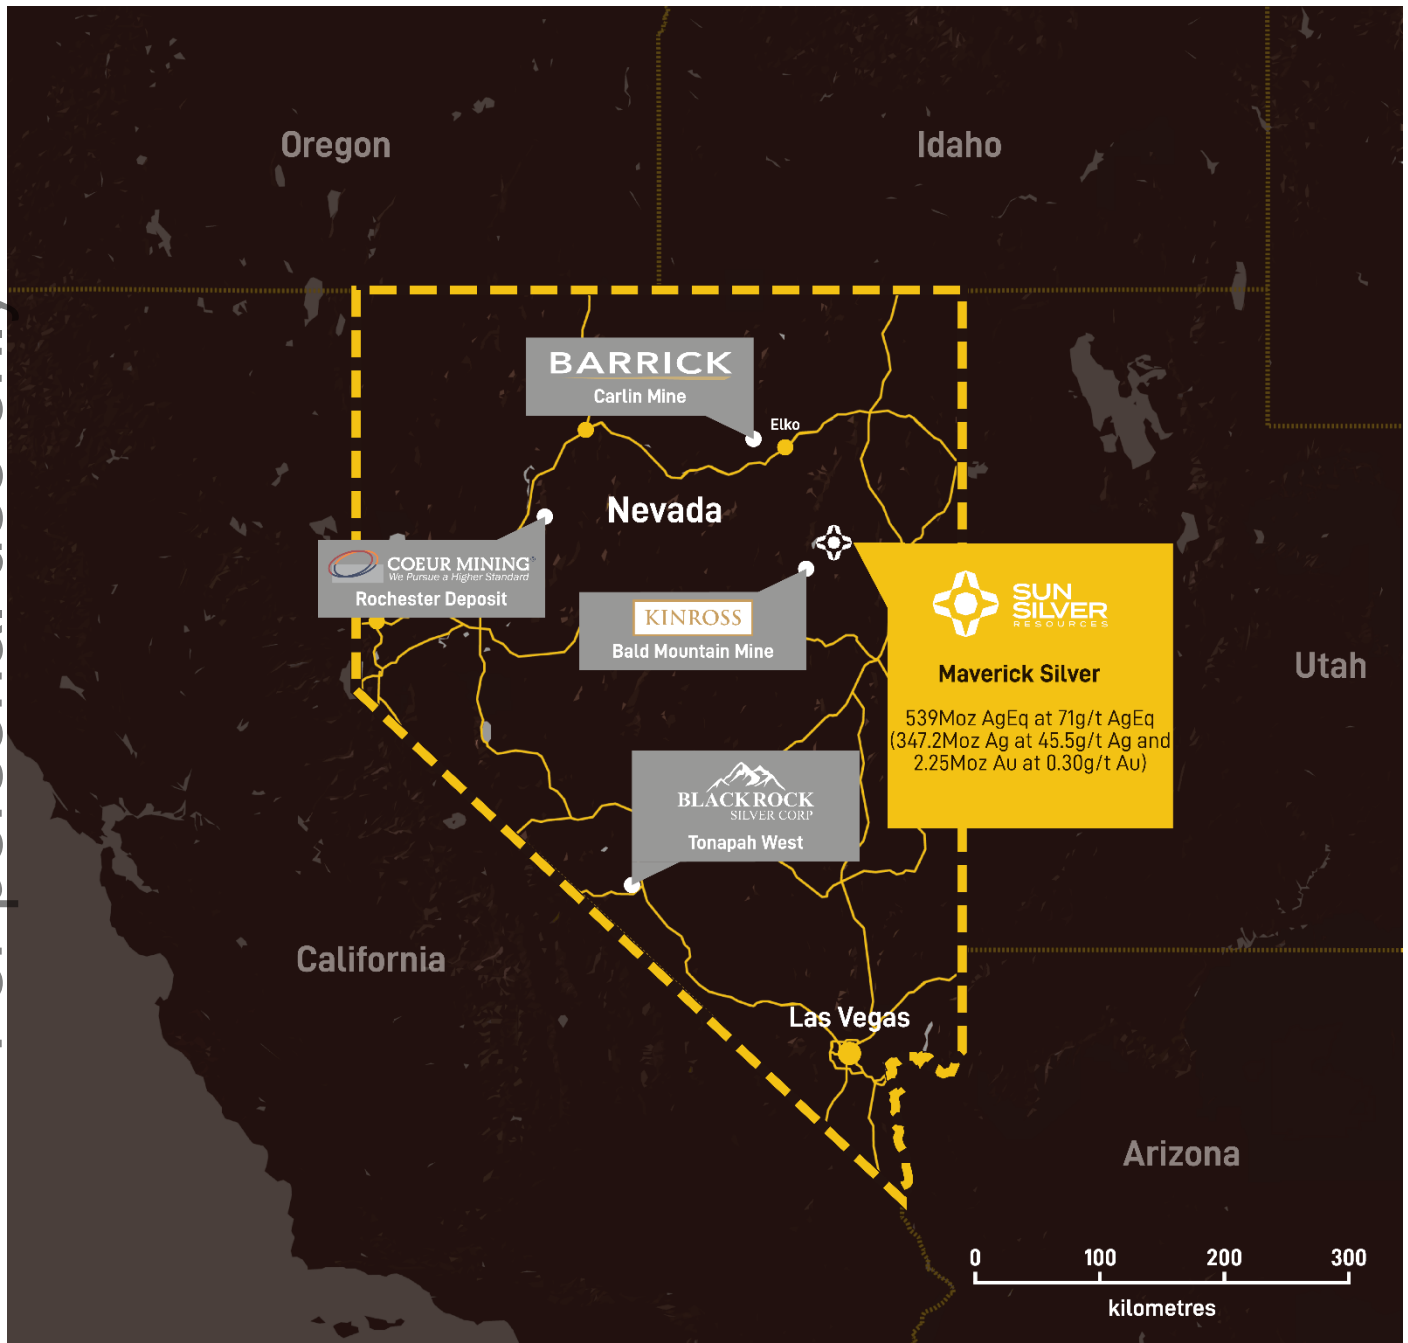 Oregon
Idaho
BARRICK
Carlin Mine
Elko
Nevada
COEUR MINING®
We Pursue a Higher Standard
Rochester Deposit
KINROSS
Bald Mountain Mine
SUN
SILVER
RESOURCES
Maverick Silver
539Moz AgEq at 71g/t AgEq
(347.2Moz Ag at 45.5g/t Ag and
2.25Moz Au at 0.30g/t Au)
Utah
BLACKROCK
SILVER CORP
Tonapah West
California
Las Vegas
Arizona
0 100 200 300
kilometres